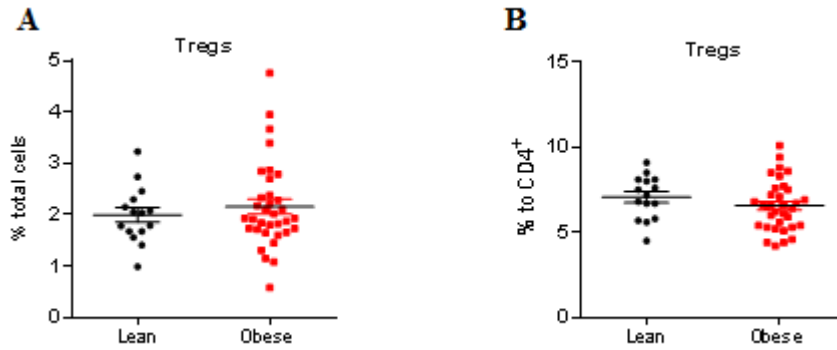 A
Tregs
% total cells
5
4
3
2
1
0
Lean
Obese
B
Tregs
% to CD4⁺
15
10
5
0
Lean
Obese